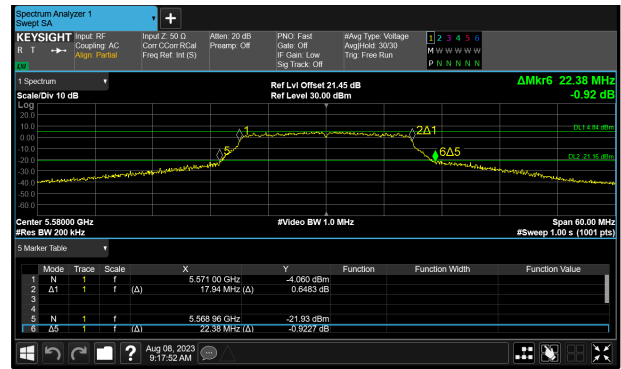 Spectrum Analyzer 1
Swept SA
+
KEYSIGHT Input: RF Input Z: 50 Ω Atten: 20 dB PNO: Fast #Avg Type: Voltage 1 2 3 4 5 6
R T Coupling: AC Corr CCorr RCal Preamp: Off Gate: Off Avg|Hold: 30/30 M W W W W W
Align: Partial Freq Ref: Int (S) IF Gain: Low Trig: Free Run P N N N N N
LXI Sig Track: Off
1 Spectrum Ref Lvl Offset 21.45 dB ΔMkr6 22.38 MHz
Scale/Div 10 dB Ref Level 30.00 dBm -0.92 dB
Log
20.0
10.0 1 2Δ1 DL1 4.84 dBm
0.00
-10.0 5 6Δ5 DL2 -21.16 dBm
-20.0
-30.0
-40.0
-50.0
-60.0
Center 5.58000 GHz #Video BW 1.0 MHz Span 60.00 MHz
#Res BW 200 kHz #Sweep 1.00 s (1001 pts)
5 Marker Table
Mode Trace Scale X Y Function Function Width Function Value
1 N 1 f 5.571 00 GHz -4.060 dBm
2 Δ1 1 f (Δ) 17.94 MHz (Δ) 0.6483 dB
3
4
5 N 1 f 5.568 96 GHz -21.93 dBm
6 Δ5 1 f (Δ) 22.38 MHz (Δ) -0.9227 dB
? Aug 08, 2023
9:17:52 AM